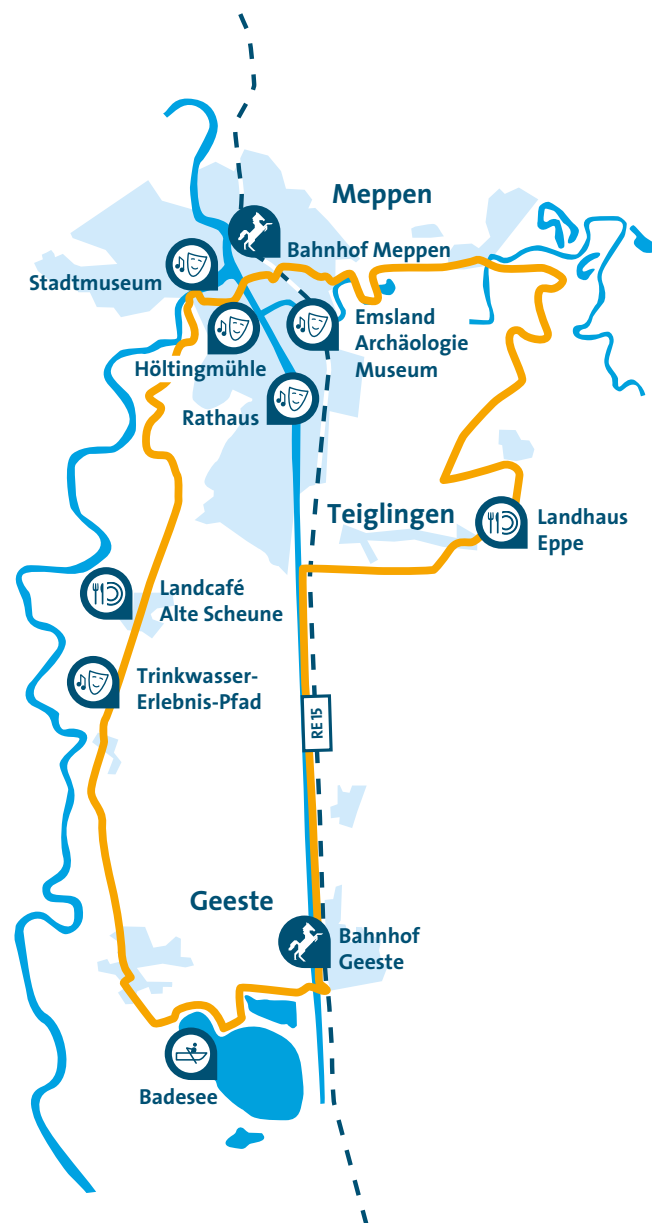 Meppen
Bahnhof Meppen
Stadtmuseum
Emsland
Archäologie
Museum
Höltingmühle
Rathaus
Teiglingen
Landhaus
Eppe
Landcafé
Alte Scheune
Trinkwasser-
Erlebnis-Pfad
RE 15
Geeste
Bahnhof
Geeste
Badesee